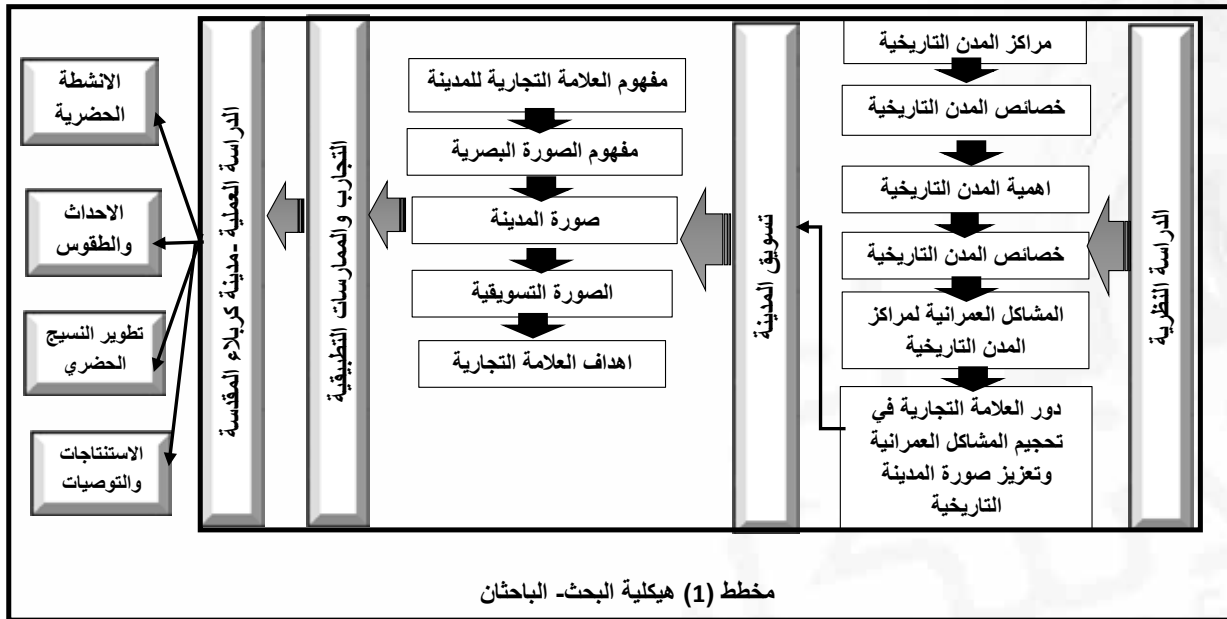 الدراسة النظرية
مراكز المدن التاريخية
خصائص المدن التاريخية
اهمية المدن التاريخية
خصائص المدن التاريخية
المشاكل العمرانية لمراكز
المدن التاريخية
دور العلامة التجارية في
تحجيم المشاكل العمرانية
وتعزيز صورة المدينة
التاريخية
تسويق المدينة
مفهوم العلامة التجارية للمدينة
مفهوم الصورة البصرية
صورة المدينة
الصورة التسويقية
اهداف العلامة التجارية
التجارب والممارسات التطبيقية
الدراسة العملية -مدينة كربلاء المقدسة
الانشطة
الحضرية
الاحداث
والطقوس
تطوير النسيج
الحضري
الاستنتاجات
والتوصيات
مخطط (1) هيكلية البحث- الباحثان